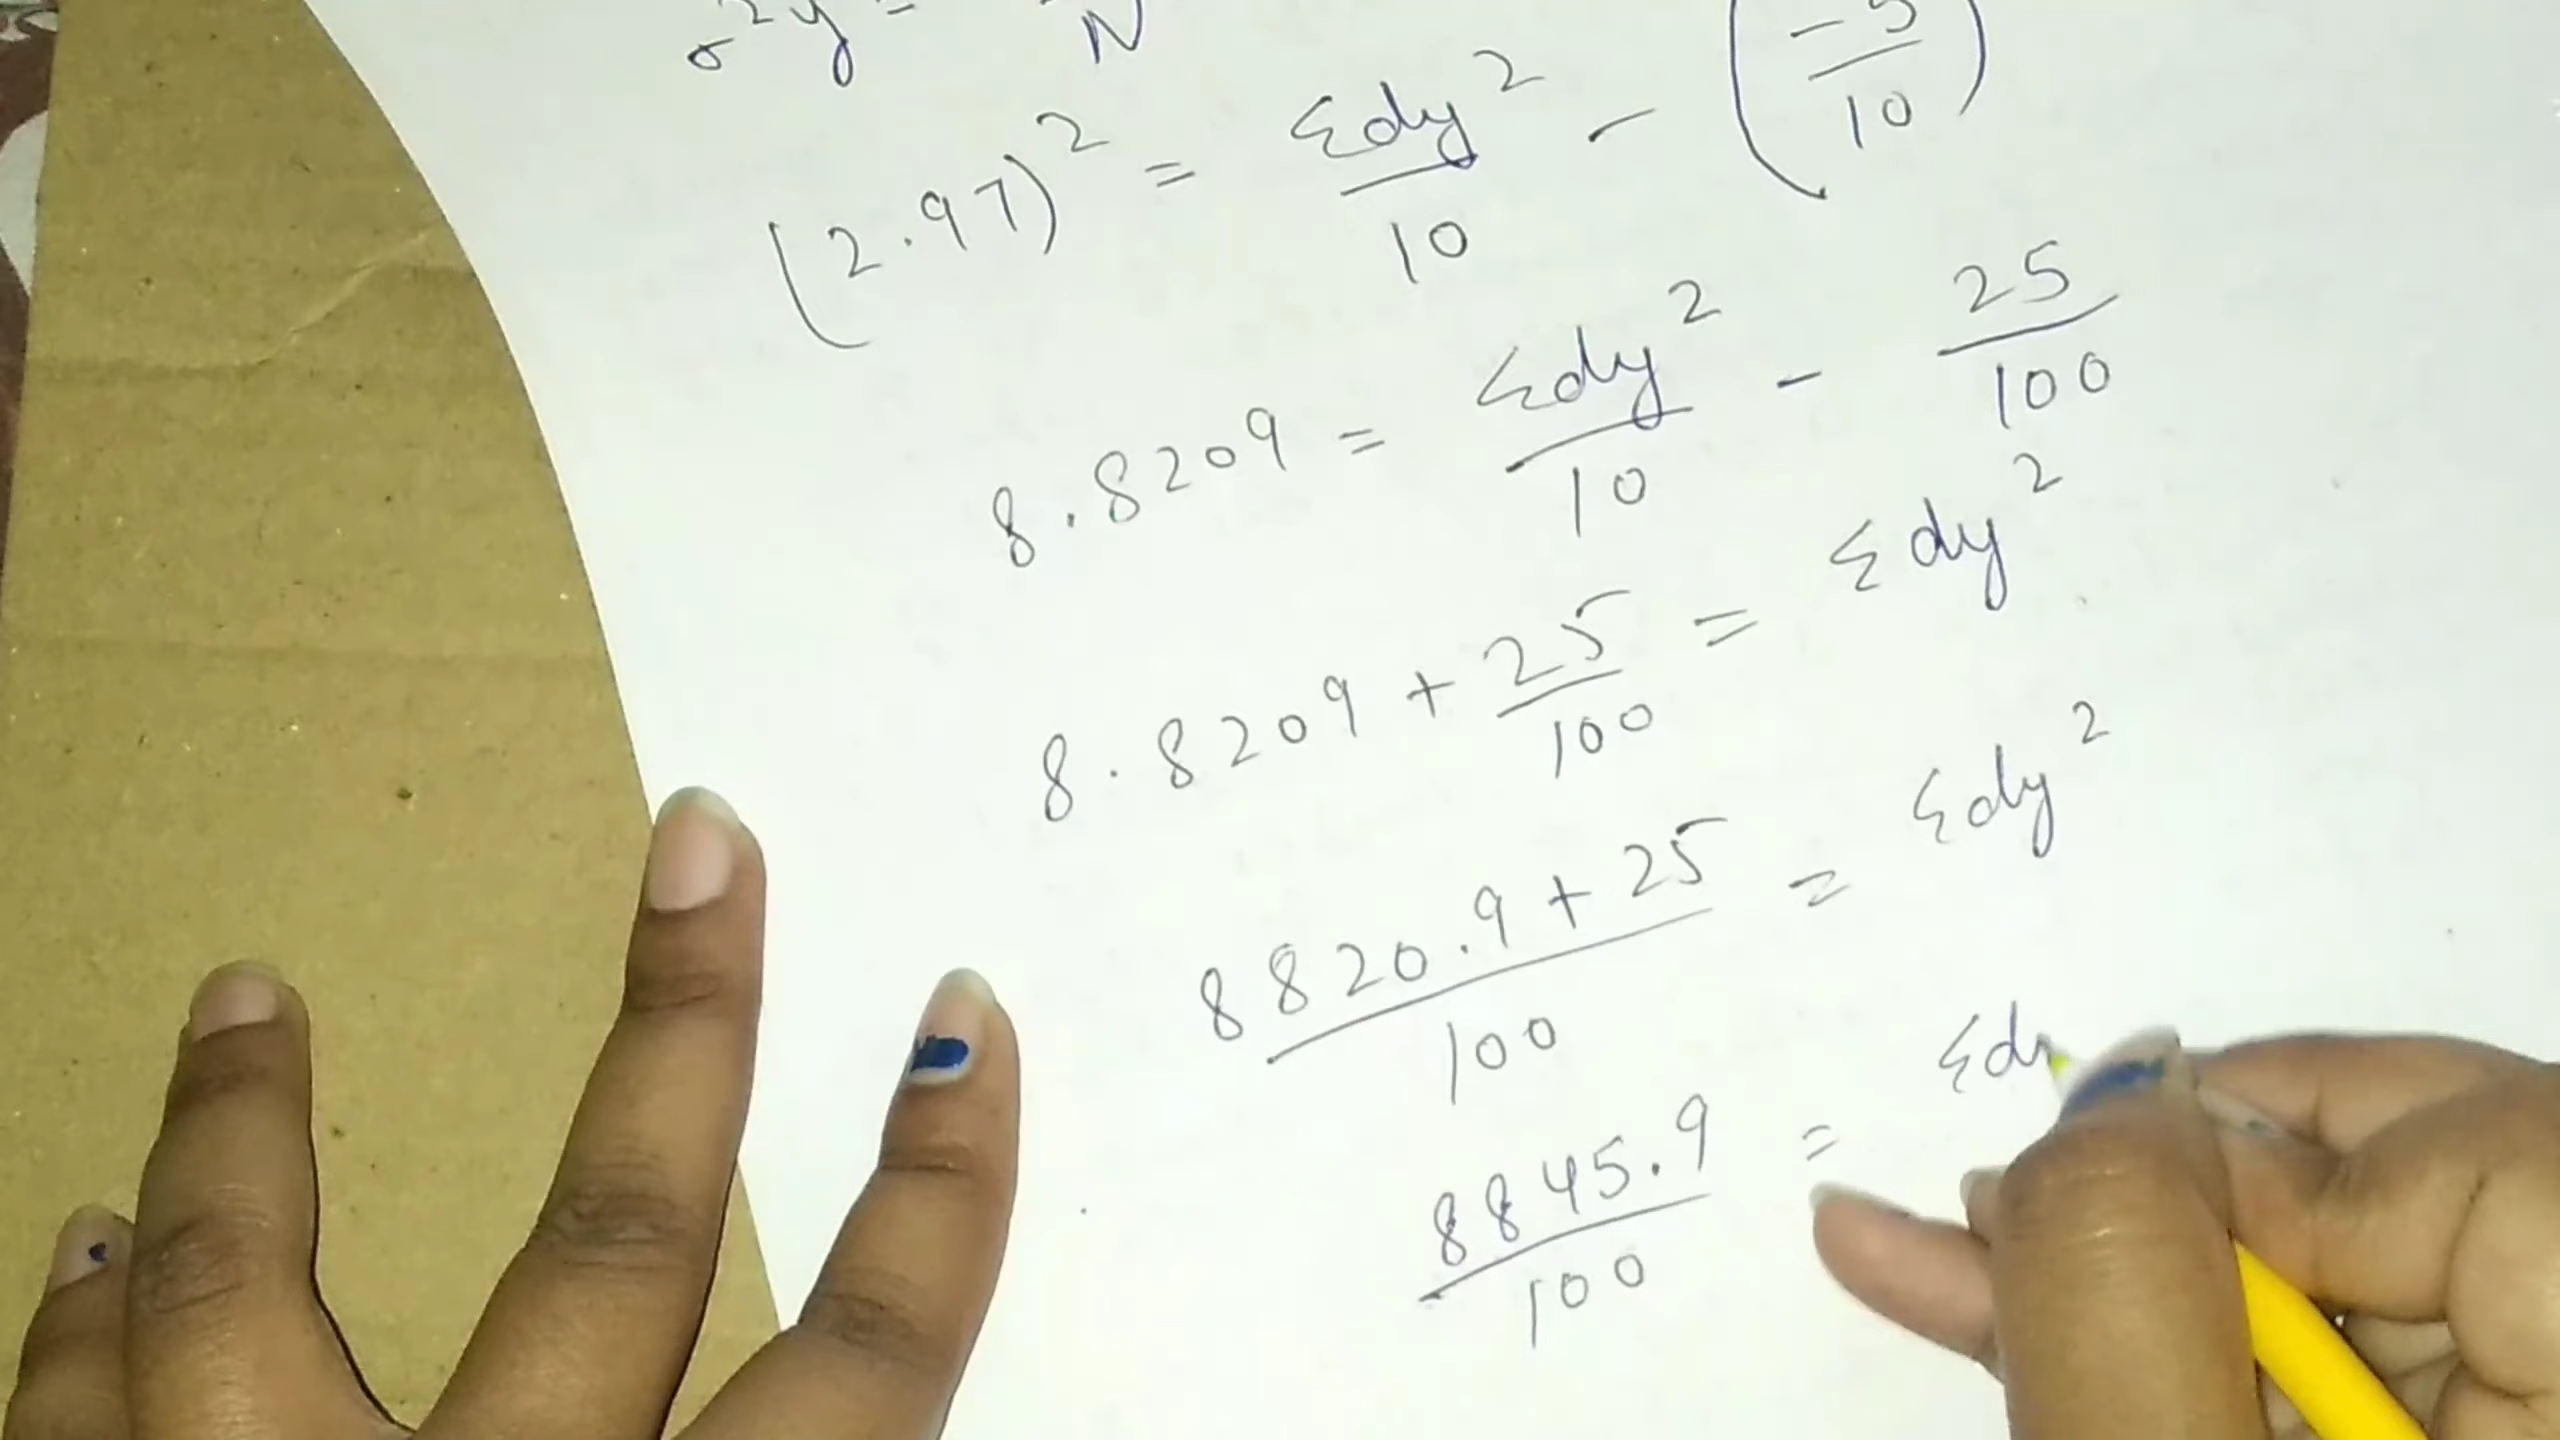 σ²y =
N
(2.97)² = Σdy²/10 - (-5/10)
8.8209 = Σdy²/10 - 25/100
8.8209 + 25/100 = Σdy²
8820.9 + 25/100 = Σdy²
8845.9/100 = Σdy